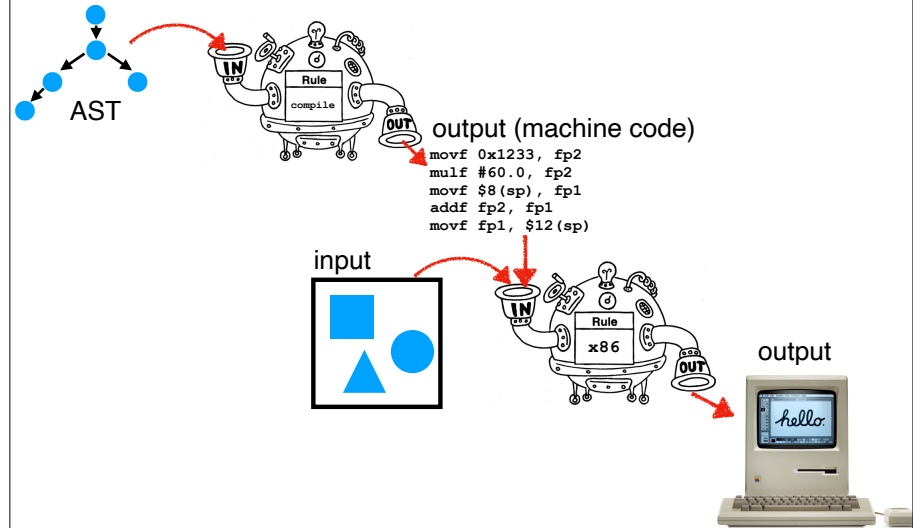 IN
Rule
compile
AST
OUT
output (machine code)
movf 0x1233, fp2
mulf #60.0, fp2
movf $8(sp), fp1
addf fp2, fp1
movf fp1, $12(sp)
input
IN
Rule
x86
OUT
output
hello.